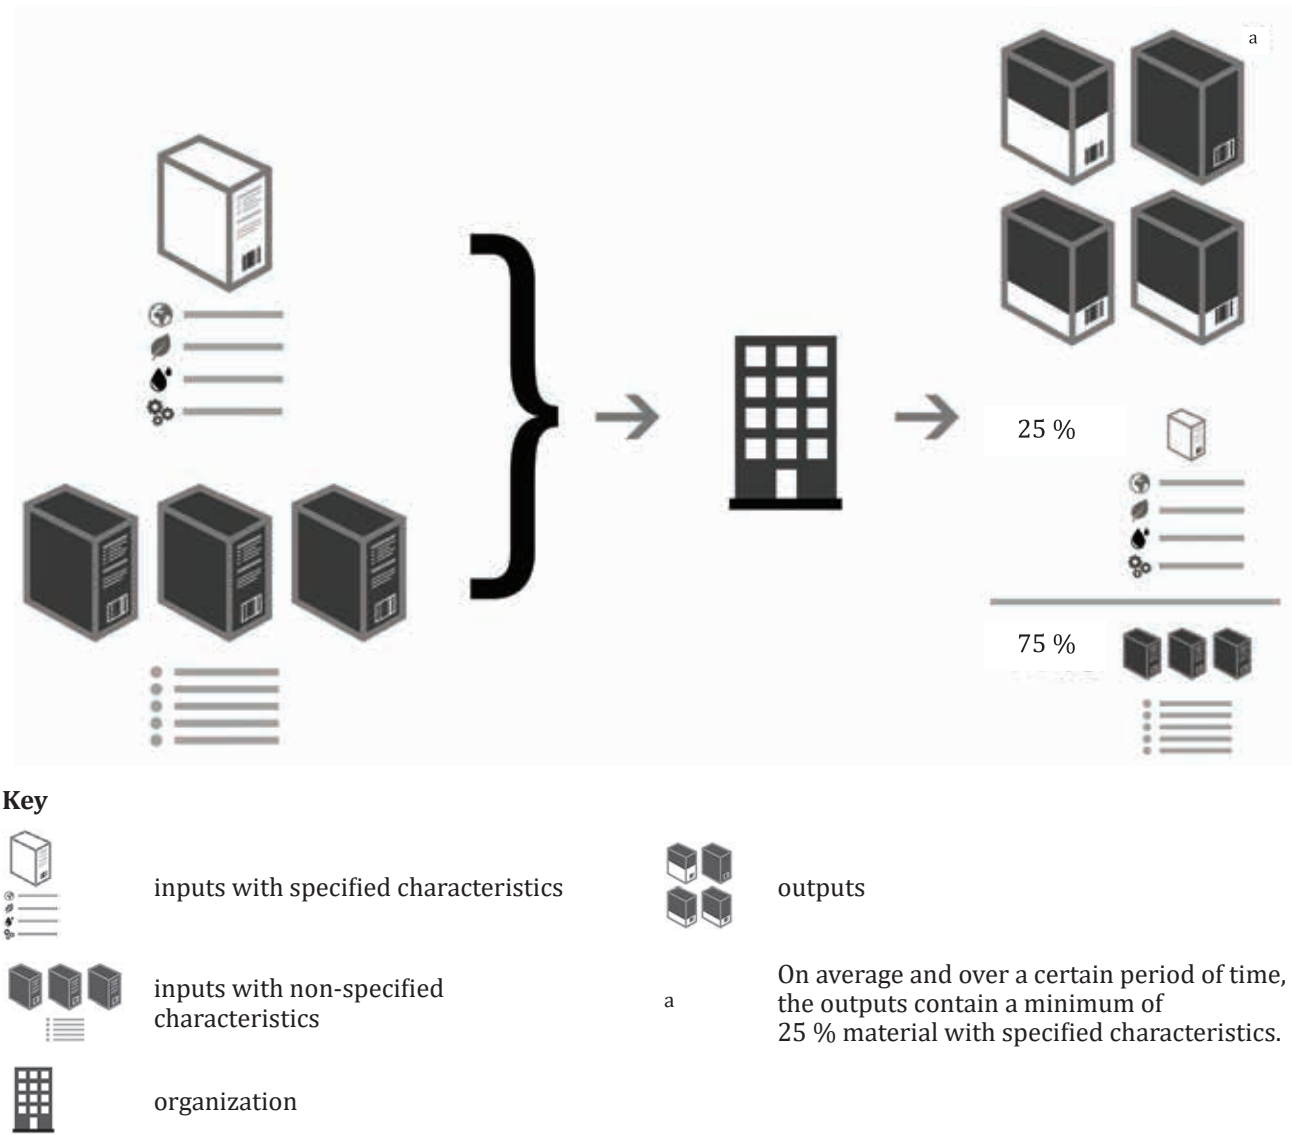 a
25 %
75 %
Key
inputs with specified characteristics
outputs
inputs with non-specified
characteristics
a
On average and over a certain period of time,
the outputs contain a minimum of
25 % material with specified characteristics.
organization